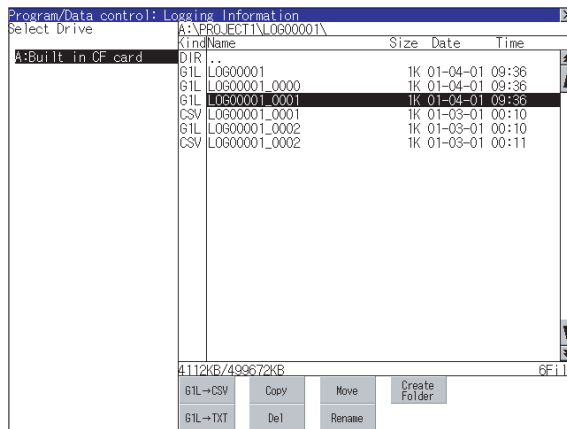 Program/Data control: Logging Information
Select Drive
A:\PROJECT1\LOG00001\
Kind Name Size Date Time
A:Built in CF card
DIR ..
G1L LOG00001 1K 01-04-01 09:36
G1L LOG00001_0000 1K 01-04-01 09:36
G1L LOG00001_0001 1K 01-04-01 09:36
CSV LOG00001_0001 1K 01-03-01 00:10
G1L LOG00001_0002 1K 01-03-01 00:10
CSV LOG00001_0002 1K 01-03-01 00:11
4112KB/499672KB 6Fil
G1L→CSV Copy Move Create Folder
G1L→TXT Del Rename